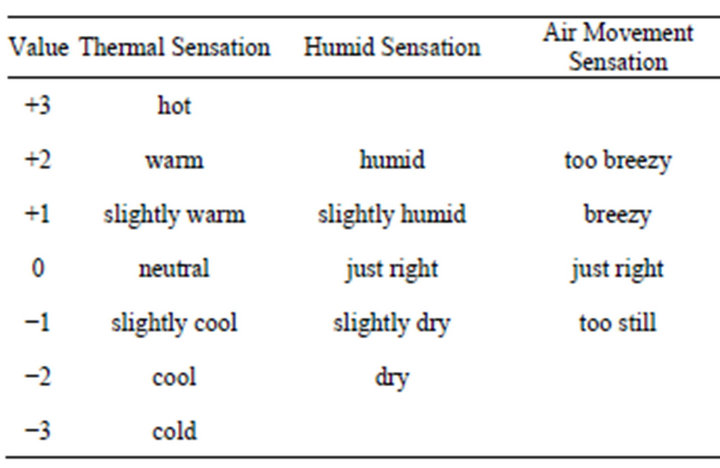 Value Thermal Sensation Humid Sensation Air Movement Sensation
+3 hot
+2 warm humid too breezy
+1 slightly warm slightly humid breezy
0 neutral just right just right
−1 slightly cool slightly dry too still
−2 cool dry
−3 cold